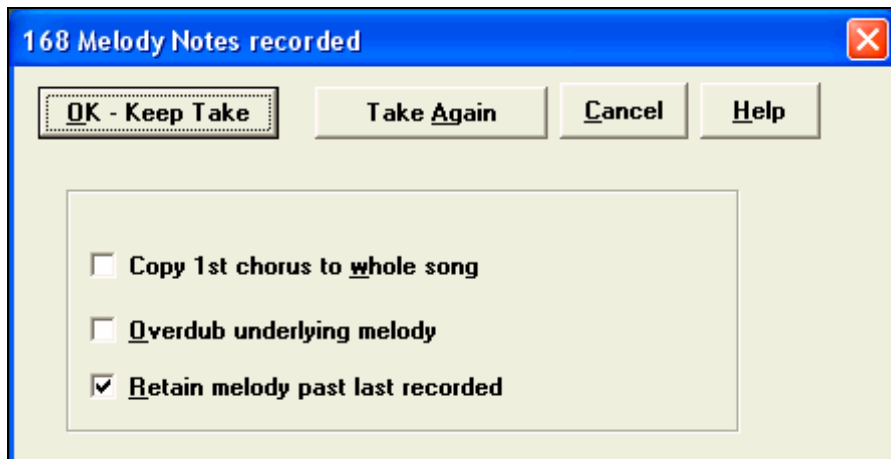 168 Melody Notes recorded
OK - Keep Take Take Again Cancel Help
Copy 1st chorus to whole song
Overdub underlying melody
Retain melody past last recorded